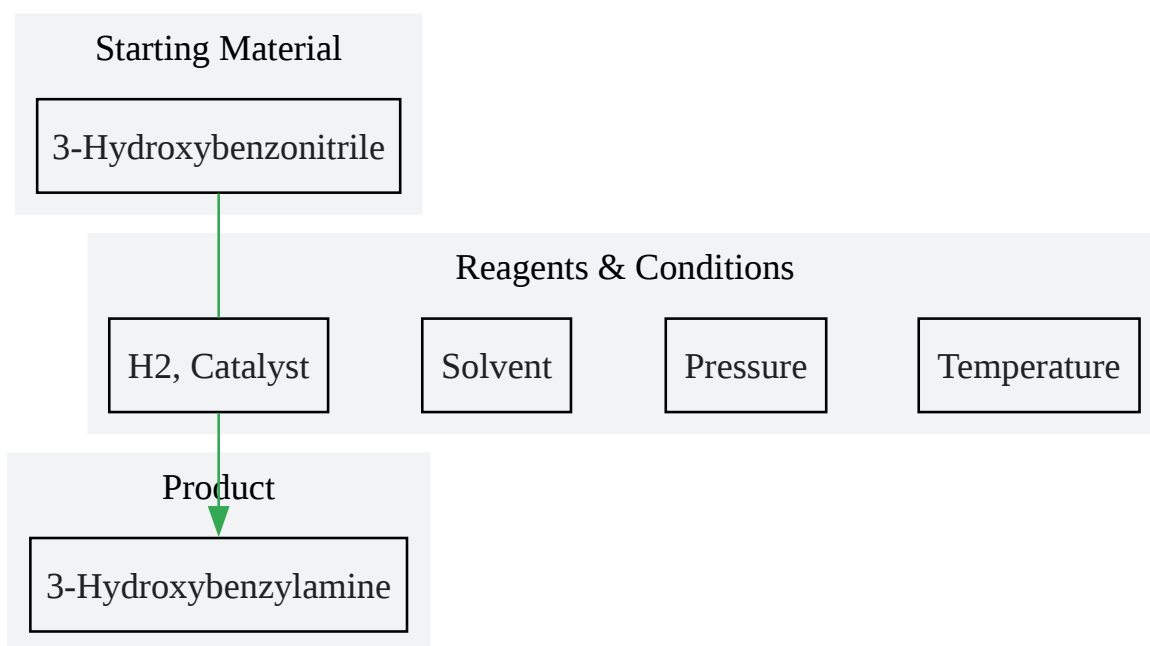 Starting Material
3-Hydroxybenzonitrile
Reagents & Conditions
H2, Catalyst
Solvent
Pressure
Temperature
Product
3-Hydroxybenzylamine